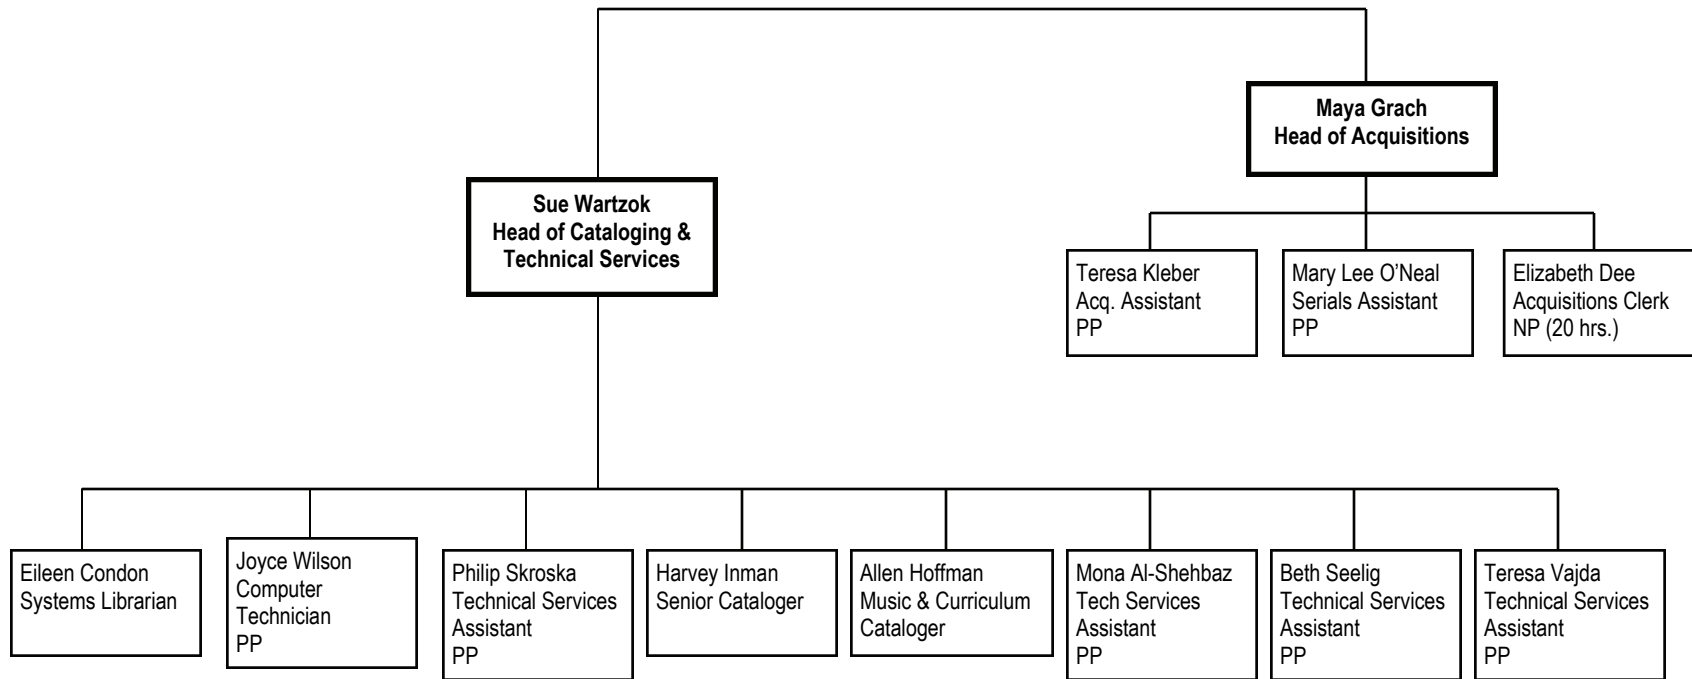 Maya Grach
Head of Acquisitions
Sue Wartzok
Head of Cataloging &
Technical Services
Teresa Kleber
Acq. Assistant
PP
Mary Lee O’Neal
Serials Assistant
PP
Elizabeth Dee
Acquisitions Clerk
NP (20 hrs.)
Eileen Condon
Systems Librarian
Joyce Wilson
Computer
Technician
PP
Philip Skroska
Technical Services
Assistant
PP
Harvey Inman
Senior Cataloger
Allen Hoffman
Music & Curriculum
Cataloger
Mona Al-Shehbaz
Tech Services
Assistant
PP
Beth Seelig
Technical Services
Assistant
PP
Teresa Vajda
Technical Services
Assistant
PP